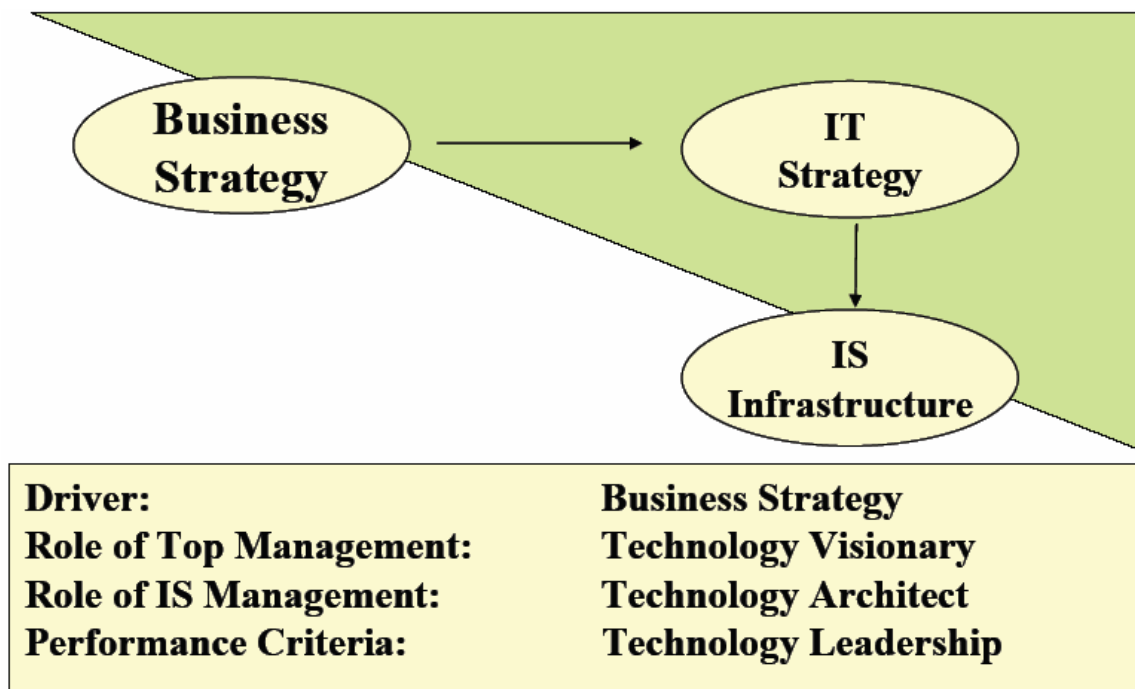 Business
Strategy
IT
Strategy
IS
Infrastructure
Driver: Business Strategy
Role of Top Management: Technology Visionary
Role of IS Management: Technology Architect
Performance Criteria: Technology Leadership